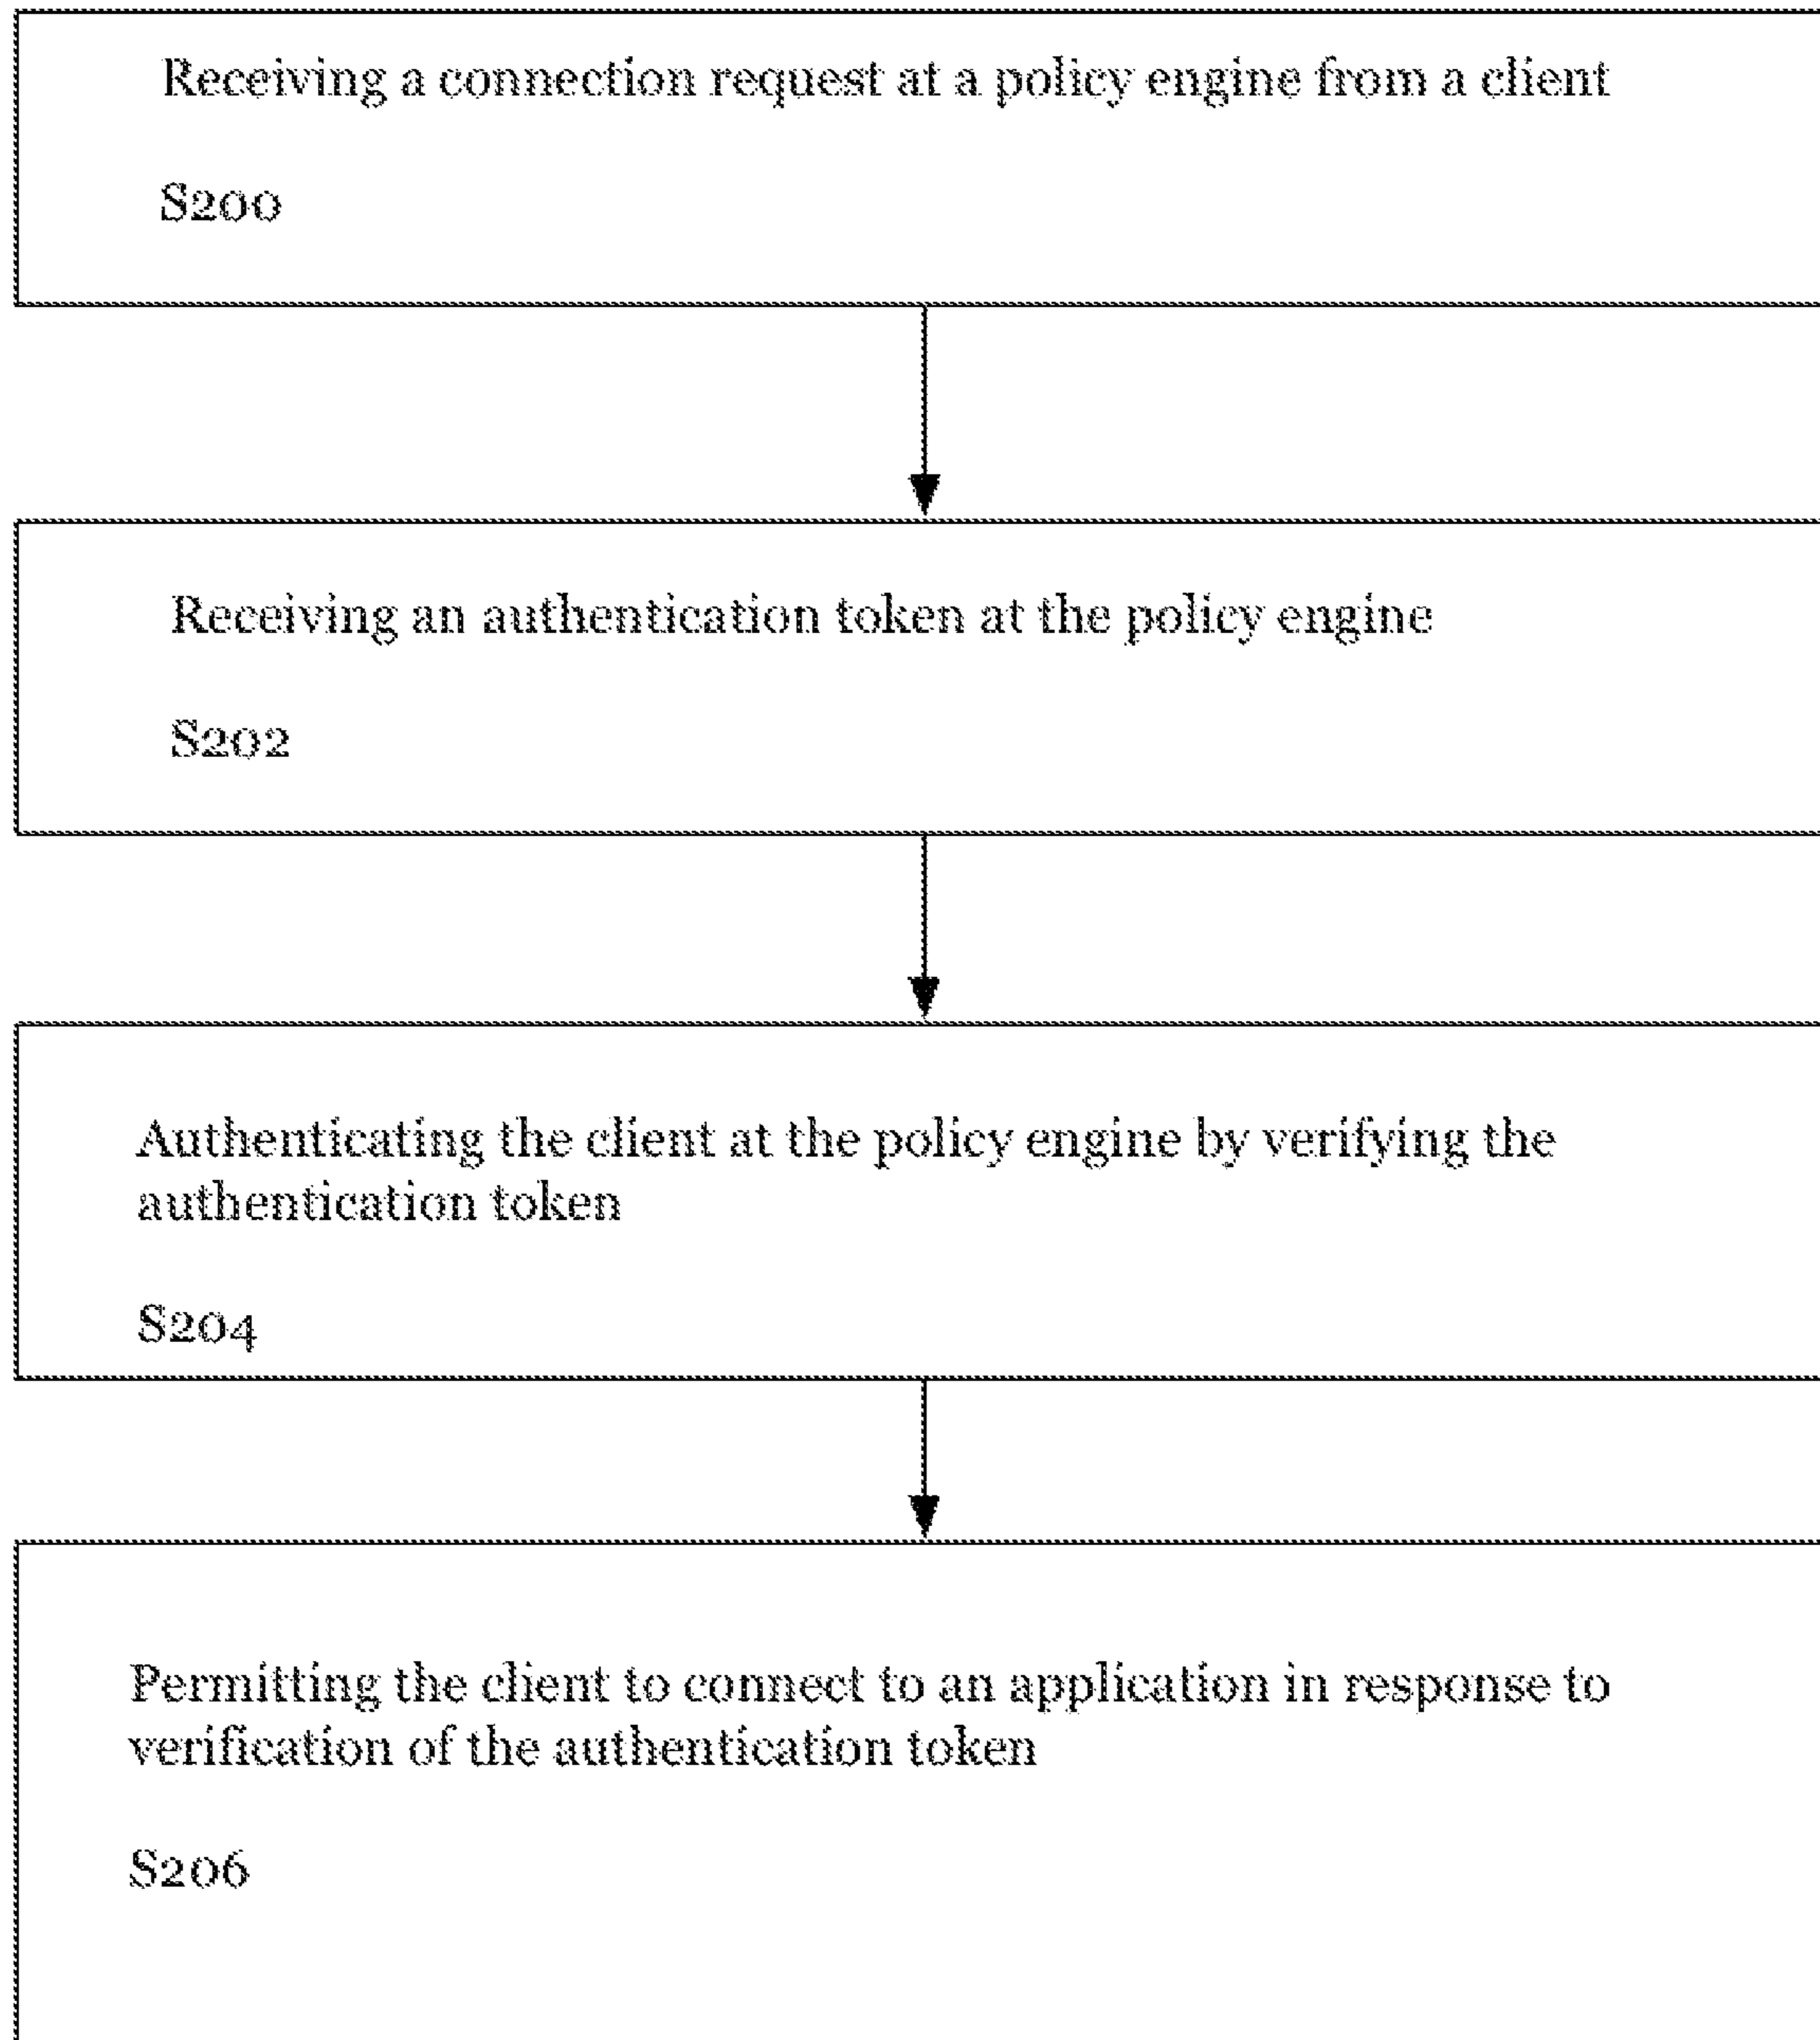 Receiving a connection request at a policy engine from a client
S200
Receiving an authentication token at the policy engine
S202
Authenticating the client at the policy engine by verifying the
authentication token
S204
Permitting the client to connect to an application in response to
verification of the authentication token
S206